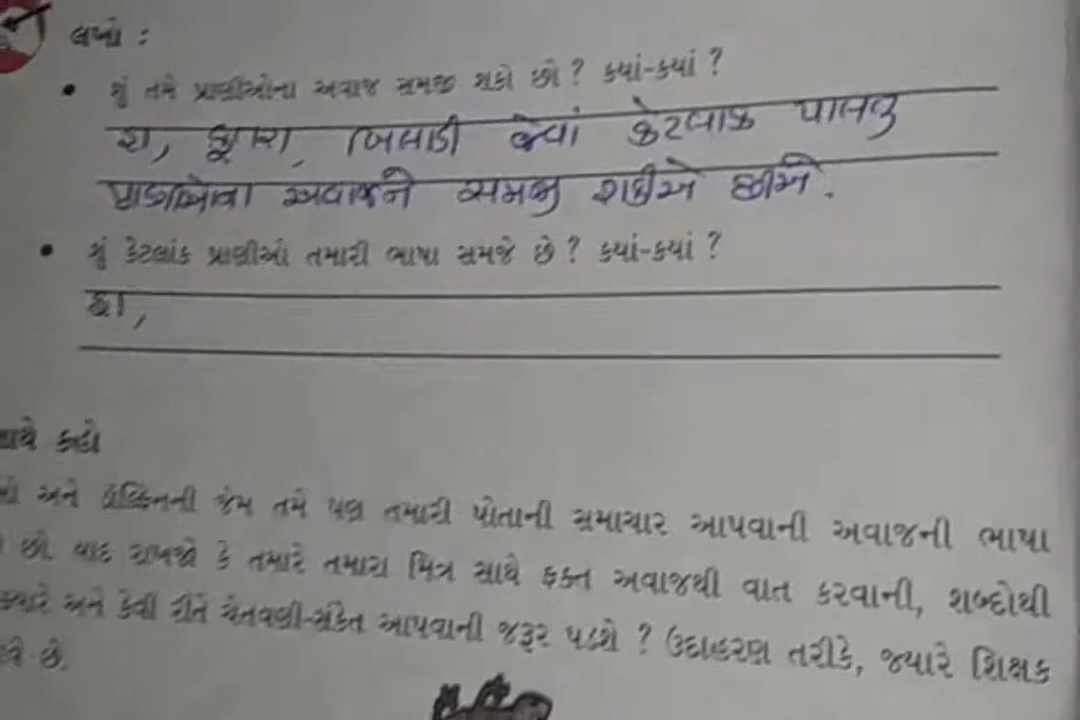 લખો :
• શું તમે પ્રાણીઓના અવાજ સમજી શકો છો ? કયાં-કયાં ?
હા, કૂતરા, બિલાડી જેવાં કેટલાક પાલતુ
પ્રાણીઓના અવાજને સમજી શકીએ છીએ.
• શું કેટલાંક પ્રાણીઓ તમારી ભાષા સમજે છે ? કયાં-કયાં ?
હા,
કાઢો
અને ડૉલ્ફિનની જેમ તમે પણ તમારી પોતાની સમાચાર આપવાની અવાજની ભાષા
છો. યાદ રાખજો કે તમારે તમારા મિત્ર સાથે ફક્ત અવાજથી વાત કરવાની, શબ્દોથી
ક્યારે અને કેવી રીતે ચેતવણી-સંકેત આપવાની જરૂર પડશે ? ઉદાહરણ તરીકે, જ્યારે શિક્ષક
છે.